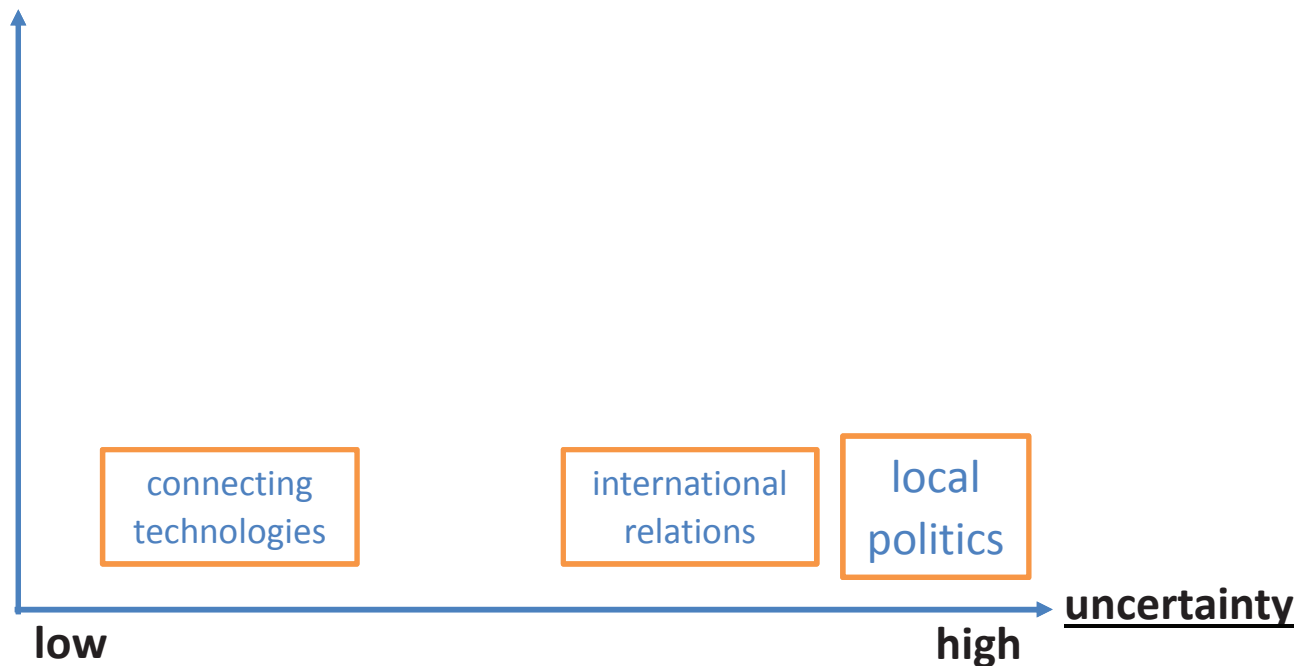 connecting
technologies
international
relations
local
politics
uncertainty
low
high